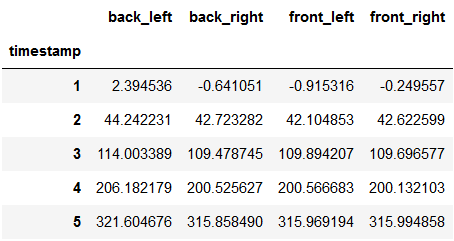 back_left back_right front_left front_right
timestamp
1 2.394536 -0.641051 -0.915316 -0.249557
2 44.242231 42.723282 42.104853 42.622599
3 114.003389 109.478745 109.894207 109.696577
4 206.182179 200.525627 200.566683 200.132103
5 321.604676 315.858490 315.969194 315.994858